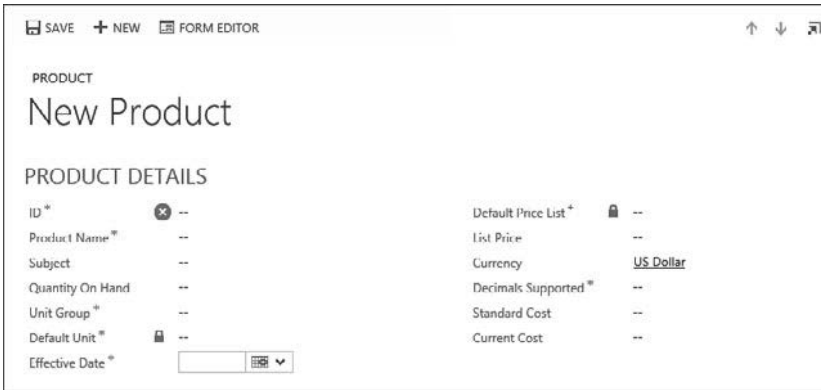 SAVE + NEW FORM EDITOR
PRODUCT
New Product
PRODUCT DETAILS
ID* --
Product Name* --
Subject --
Quantity On Hand --
Unit Group* --
Default Unit* --
Effective Date*
Default Price List+ --
List Price --
Currency US Dollar
Decimals Supported* --
Standard Cost --
Current Cost --